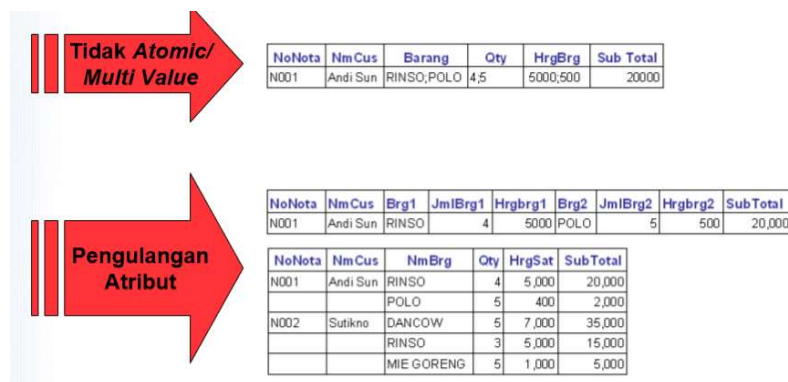 Tidak Atomic/
Multi Value
NoNota NmCus Barang Qty HrgBrg Sub Total
N001 Andi Sun RINSO;POLO 4;5 5000;500 20000
Pengulangan
Atribut
NoNota NmCus Brg1 JmlBrg1 Hrgbrg1 Brg2 JmlBrg2 Hrgbrg2 SubTotal
N001 Andi Sun RINSO 4 5000 POLO 5 500 20,000
NoNota NmCus NmBrg Qty HrgSat SubTotal
N001 Andi Sun RINSO 4 5,000 20,000
POLO 5 400 2,000
N002 Sutikno DANCOW 5 7,000 35,000
RINSO 3 5,000 15,000
MIE GORENG 5 1,000 5,000